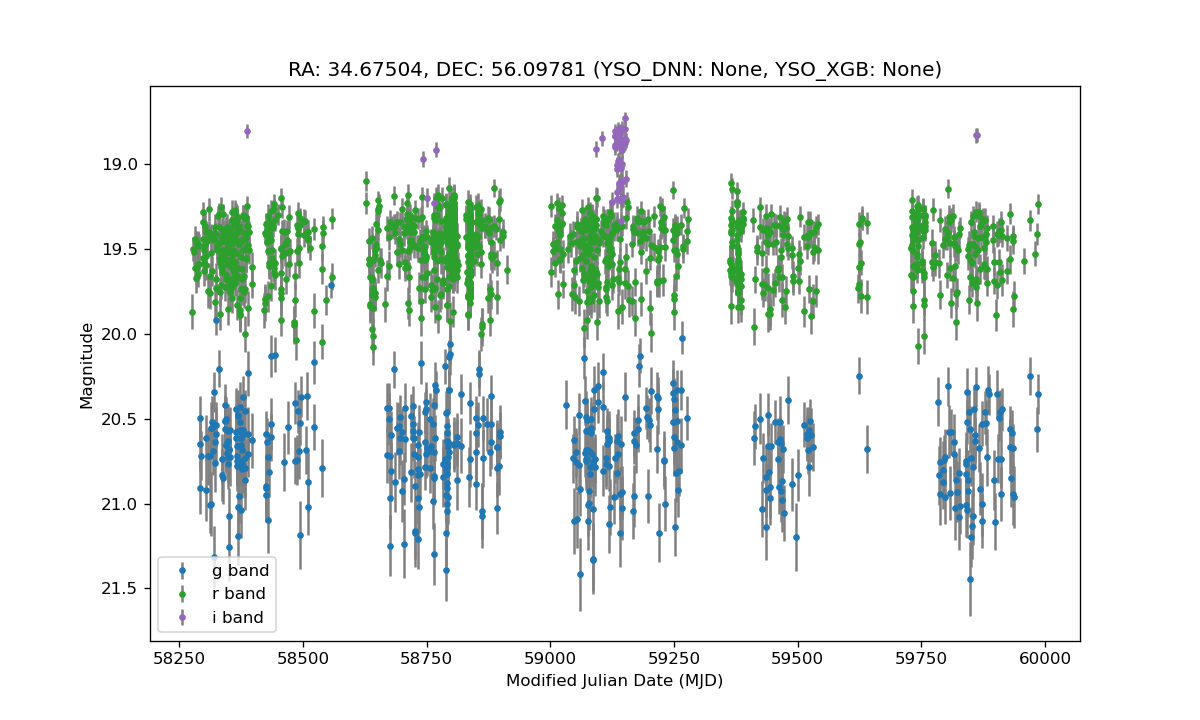 RA: 34.67504, DEC: 56.09781 (YSO_DNN: None, YSO_XGB: None)
19.0
19.5
20.0
20.5
21.0
21.5
Magnitude
g band
r band
i band
58250 58500 58750 59000 59250 59500 59750 60000
Modified Julian Date (MJD)